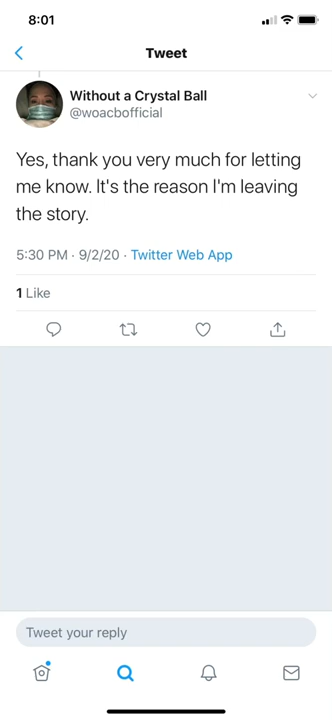 8:01
Tweet
Without a Crystal Ball
@woacbofficial
Yes, thank you very much for letting
me know. It's the reason I'm leaving
the story.
5:30 PM · 9/2/20 · Twitter Web App
1 Like
Tweet your reply